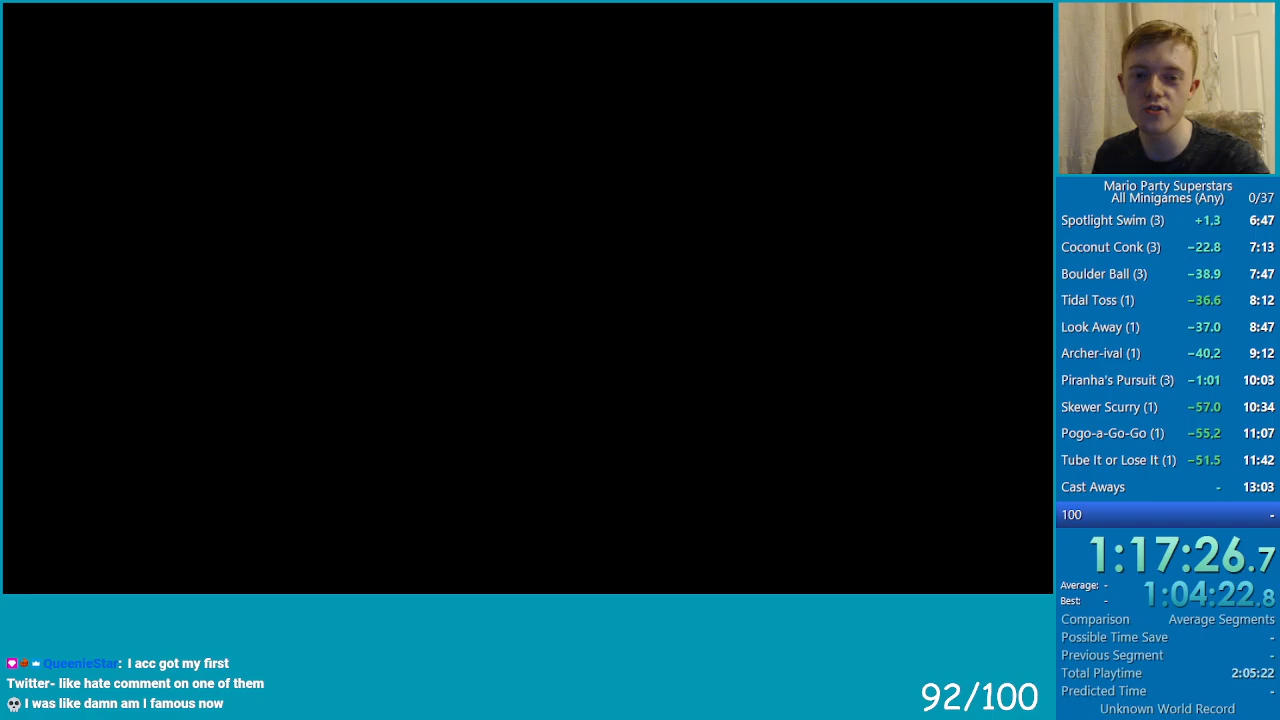 Mario Party Superstars
All Minigames (Any) 0/37
Spotlight Swim (3) +1.3 6:47
Coconut Conk (3) −22.8 7:13
Boulder Ball (3) −38.9 7:47
Tidal Toss (1) −36.6 8:12
Look Away (1) −37.0 8:47
Archer-ival (1) −40.2 9:12
Piranha's Pursuit (3) −1:01 10:03
Skewer Scurry (1) −57.0 10:34
Pogo-a-Go-Go (1) −55.2 11:07
Tube It or Lose It (1) −51.5 11:42
Cast Aways - 13:03
100 -
1:17:26.7
Average: -
Best: - 1:04:22.8
Comparison Average Segments
Possible Time Save -
Previous Segment -
Total Playtime 2:05:22
Predicted Time -
Unknown World Record
QueenieStar: I acc got my first
Twitter- like hate comment on one of them
I was like damn am I famous now
92/100